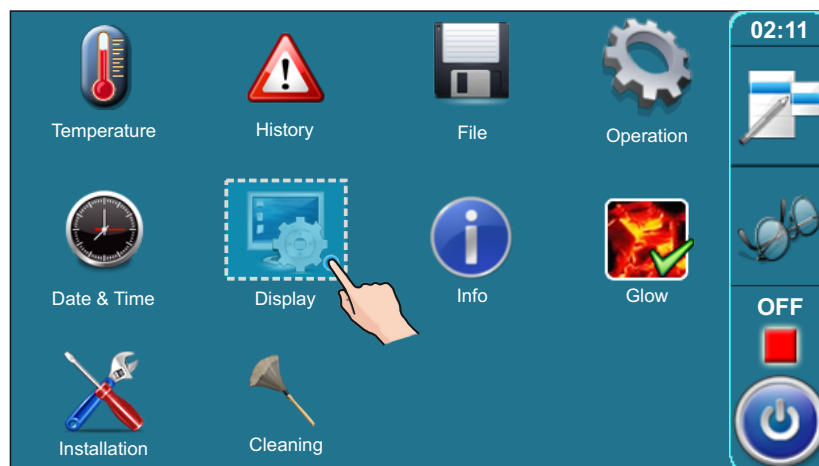 02:11
Temperature
History
File
Operation
Date & Time
Display
Info
Glow
OFF
Installation
Cleaning